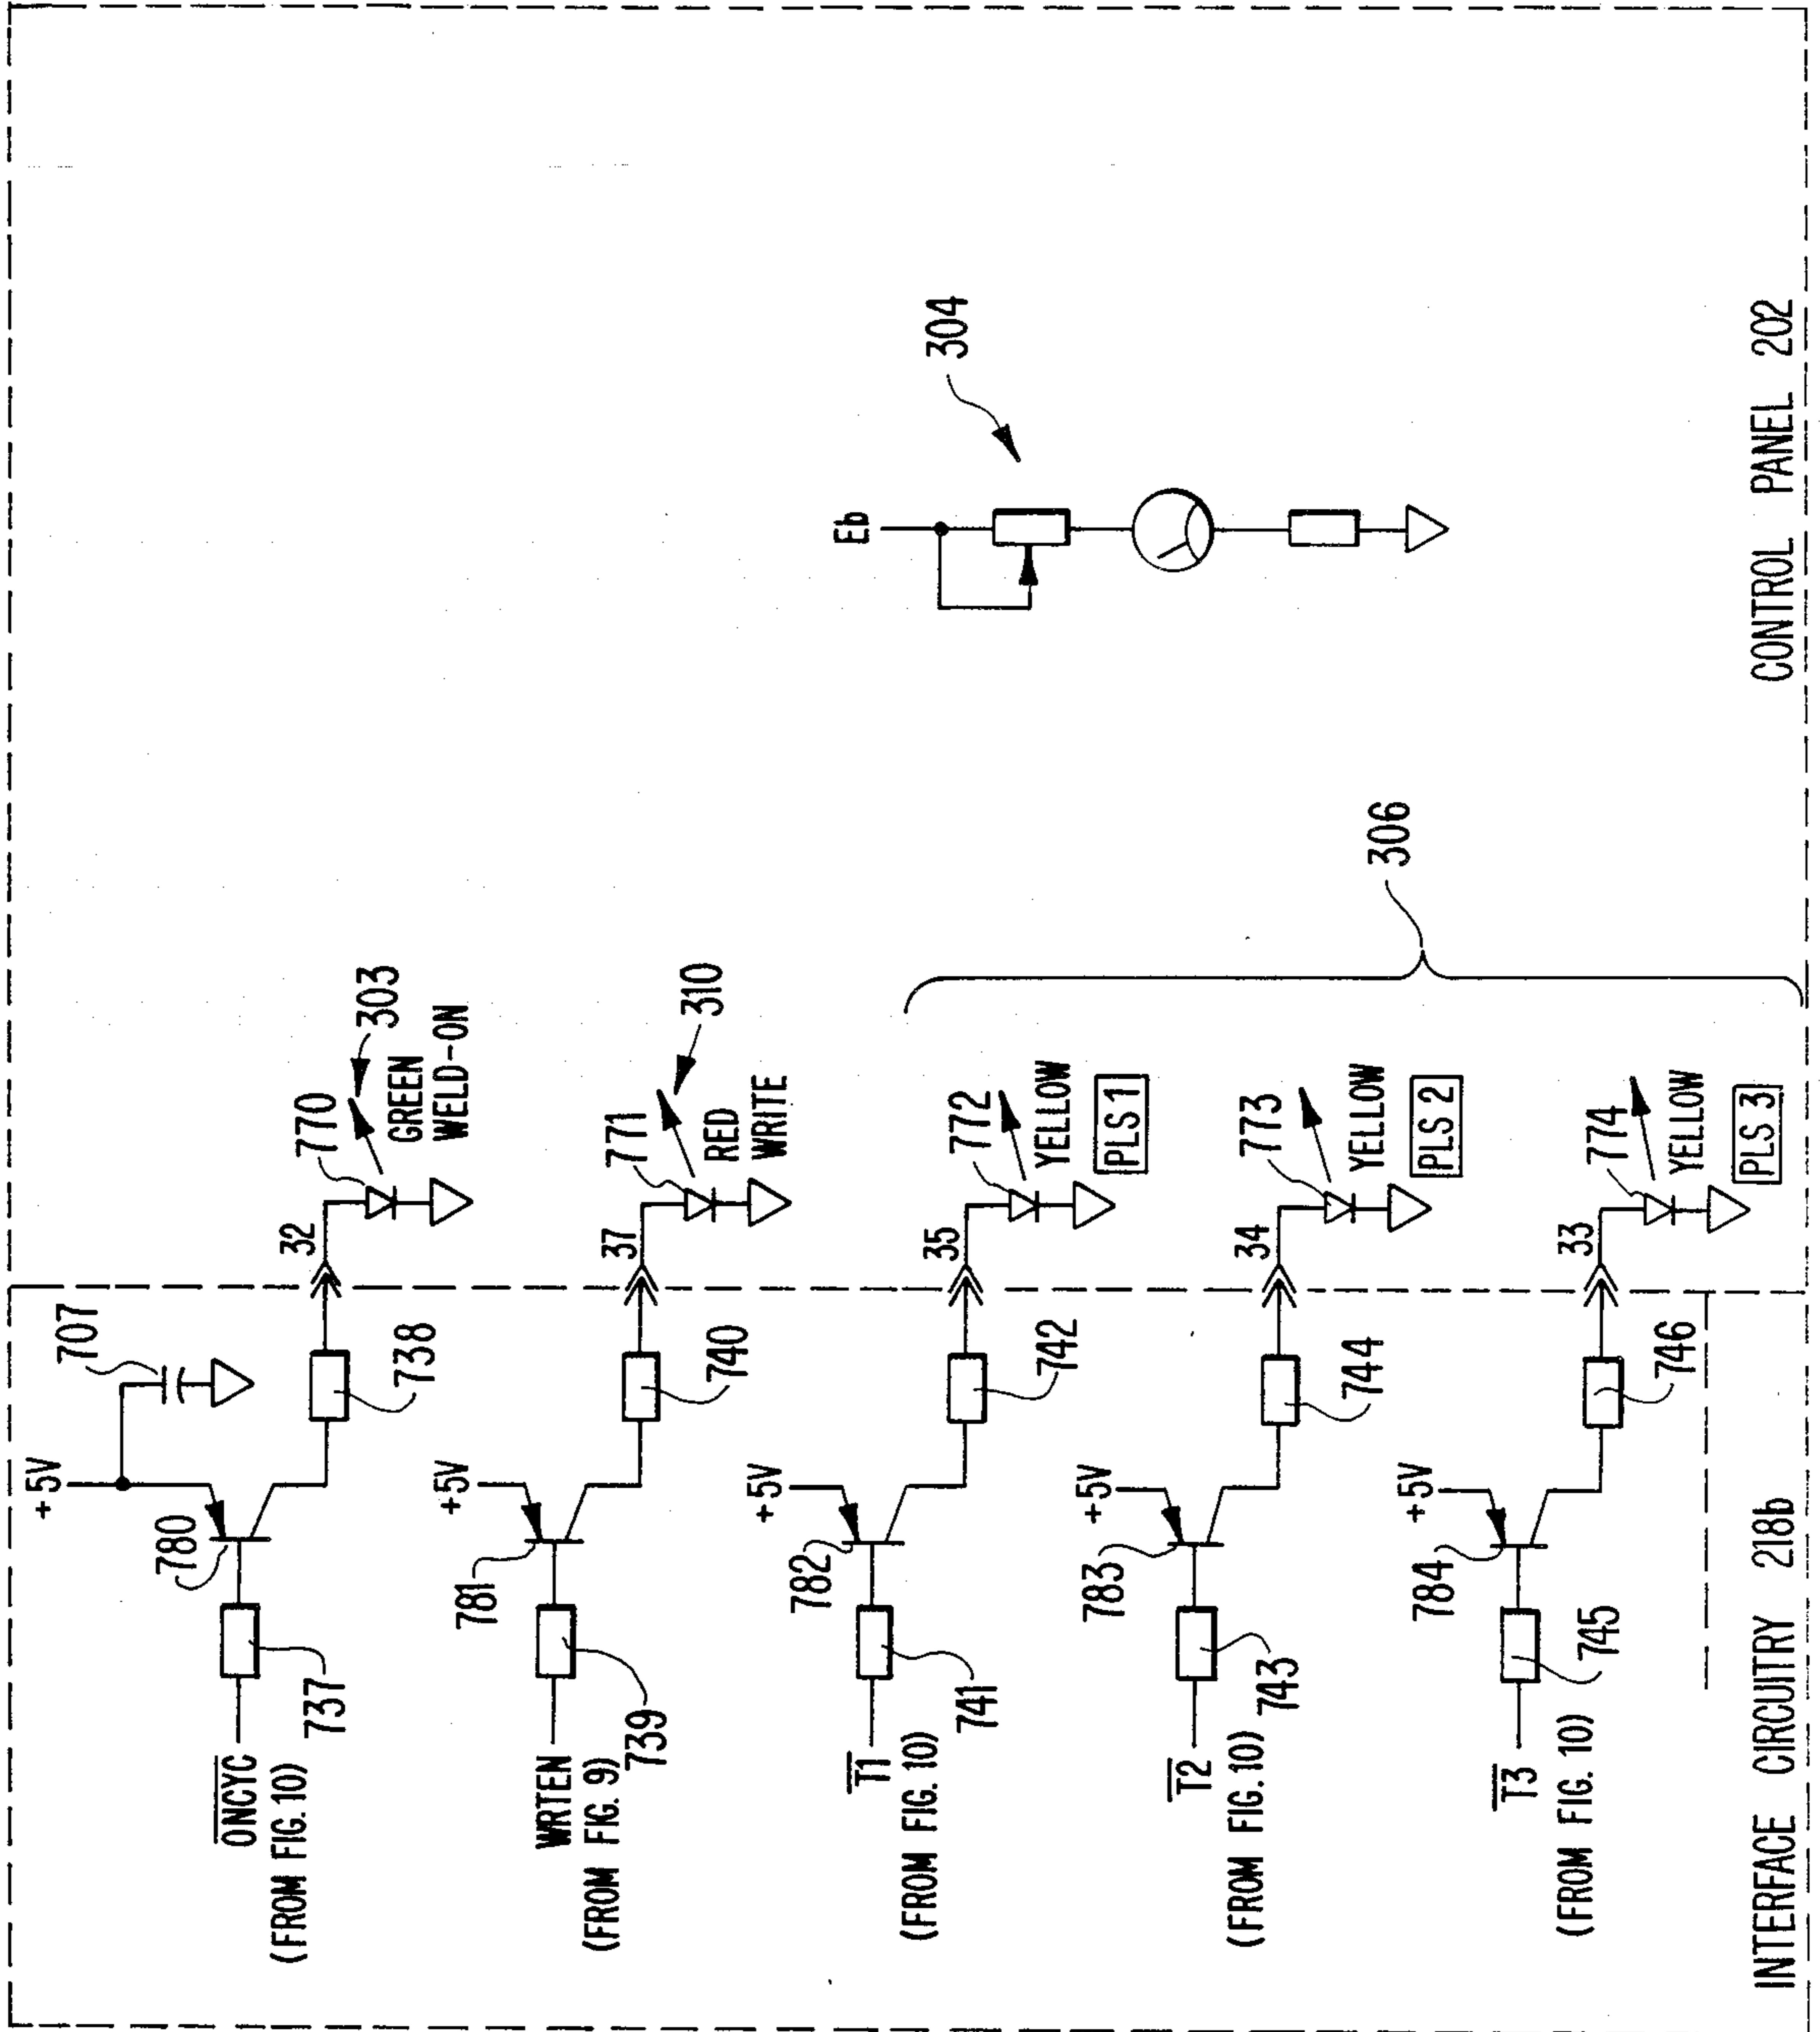 +5V
707
780
ONCYC
(FROM FIG.10)
737
738
32
770
303
GREEN
WELD-ON
+5V
781
WRTEN
(FROM FIG. 9)
739
740
37
771
310
RED
WRITE
+5V
782
T1
(FROM FIG. 10)
741
742
35
772
YELLOW
PLS 1
+5V
783
T2
(FROM FIG.10)
743
744
34
773
YELLOW
PLS 2
+5V
784
T3
(FROM FIG. 10)
745
746
33
774
YELLOW
PLS 3
306
Eb
304
INTERFACE CIRCUITRY 218b
CONTROL PANEL 202